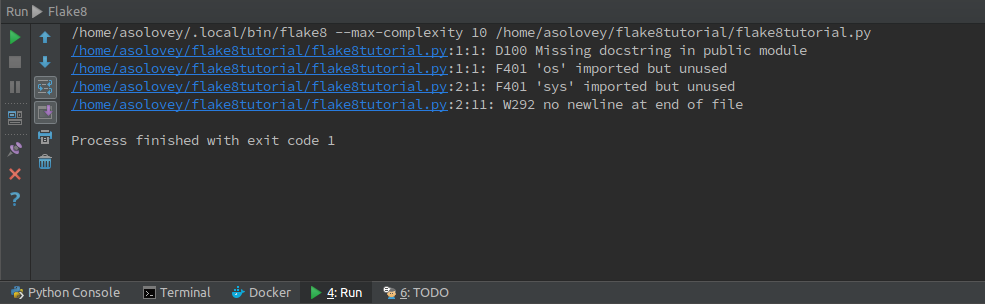 Run Flake8
/home/asolovey/.local/bin/flake8 --max-complexity 10 /home/asolovey/flake8tutorial/flake8tutorial.py
/home/asolovey/flake8tutorial/flake8tutorial.py:1:1: D100 Missing docstring in public module
/home/asolovey/flake8tutorial/flake8tutorial.py:1:1: F401 'os' imported but unused
/home/asolovey/flake8tutorial/flake8tutorial.py:2:1: F401 'sys' imported but unused
/home/asolovey/flake8tutorial/flake8tutorial.py:2:11: W292 no newline at end of file
Process finished with exit code 1
Python Console Terminal Docker 4: Run 6: TODO